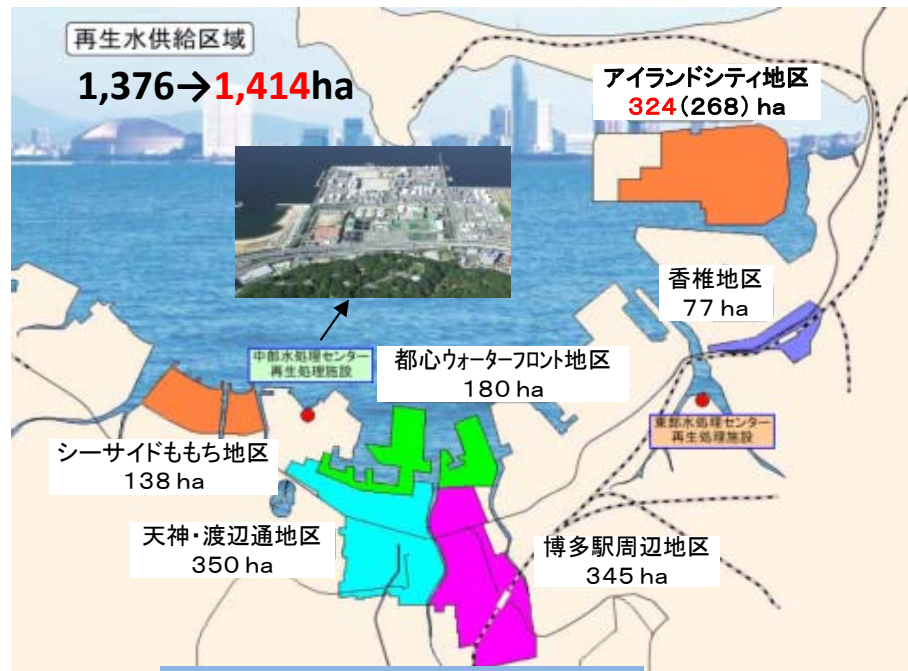 再生水供給区域
1,376→1,414ha
アイランドシティ地区
324(268) ha
香椎地区
77 ha
中部水処理センター
再生処理施設
都心ウォーターフロント地区
180 ha
東部水処理センター
再生処理施設
シーサイドももち地区
138 ha
天神・渡辺通地区
350 ha
博多駅周辺地区
345 ha